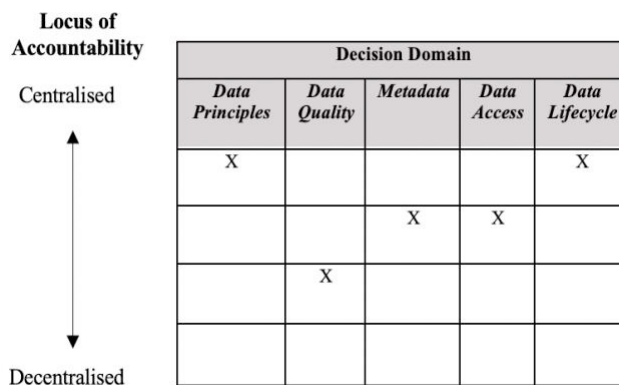 Locus of
Accountability
Centralised
Decentralised
Decision Domain
Data Principles Data Quality Metadata Data Access Data Lifecycle
X X
X X
X